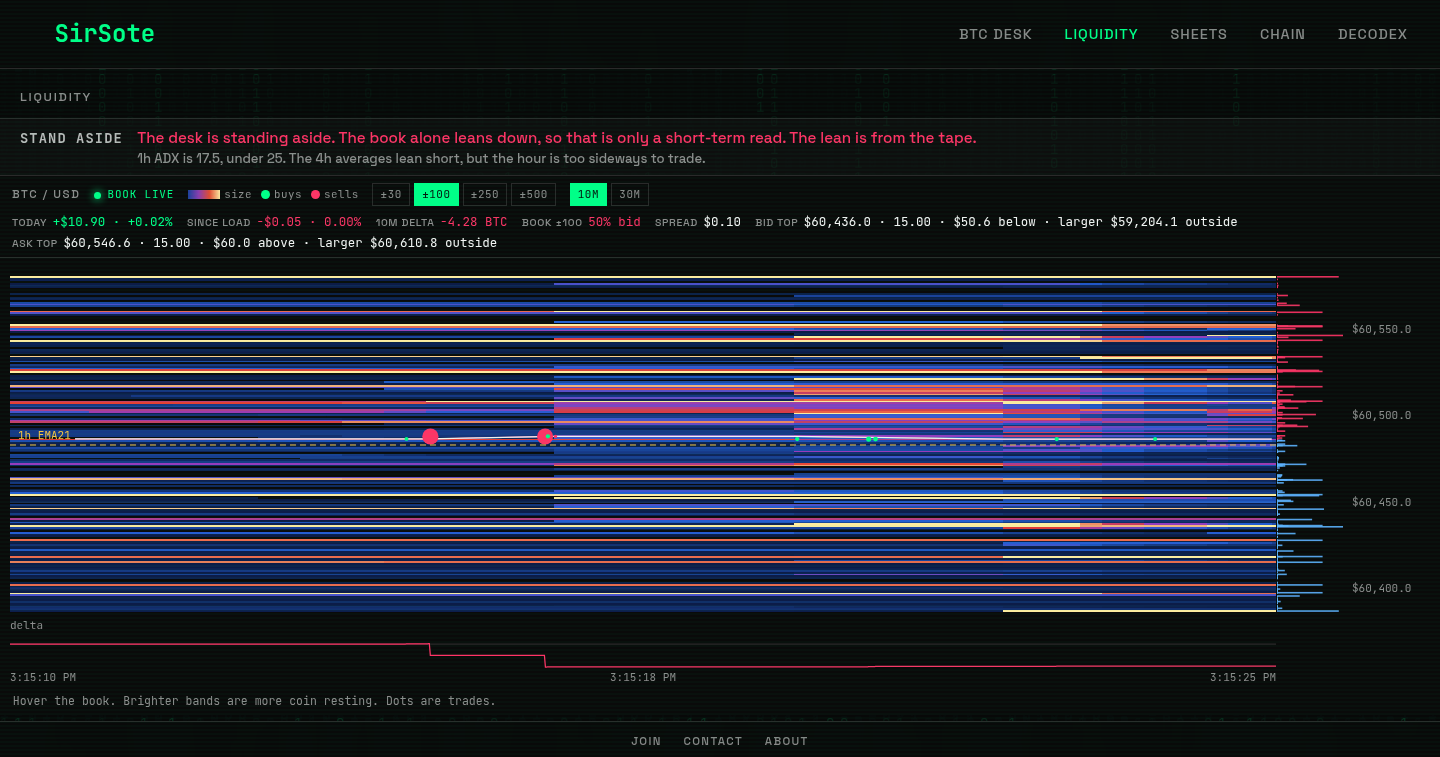 SirSote
BTC DESK LIQUIDITY SHEETS CHAIN DECODEX
LIQUIDITY
STAND ASIDE The desk is standing aside. The book alone leans down, so that is only a short-term read. The lean is from the tape.
1h ADX is 17.5, under 25. The 4h averages lean short, but the hour is too sideways to trade.
BTC / USD BOOK LIVE size buys sells ±30 ±100 ±250 ±500 10M 30M
TODAY +$10.90 · +0.02% SINCE LOAD -$0.05 · 0.00% 10M DELTA -4.28 BTC BOOK ±100 50% bid SPREAD $0.10 BID TOP $60,436.0 · 15.00 · $50.6 below · larger $59,204.1 outside
ASK TOP $60,546.6 · 15.00 · $60.0 above · larger $60,610.8 outside
$60,550.0
$60,500.0
1h EMA21
$60,450.0
$60,400.0
delta
3:15:10 PM 3:15:18 PM 3:15:25 PM
Hover the book. Brighter bands are more coin resting. Dots are trades.
JOIN CONTACT ABOUT